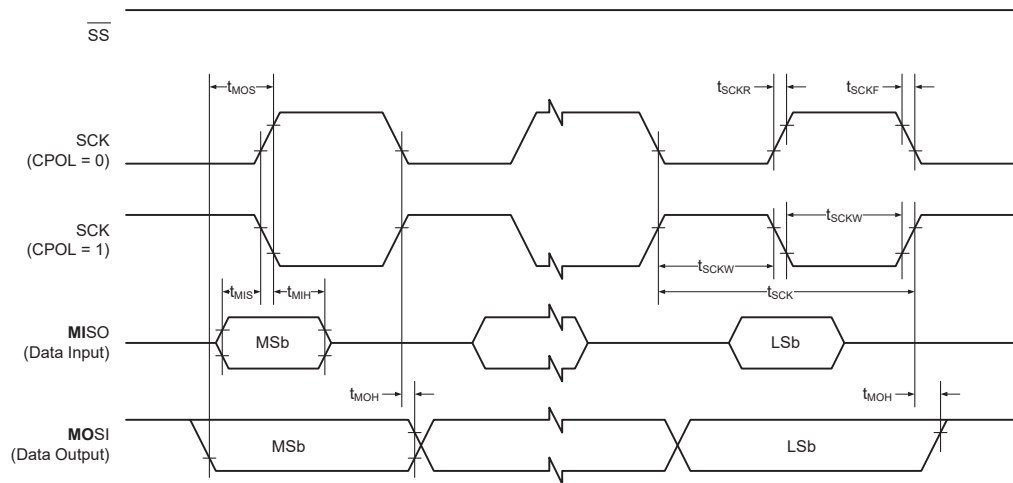 SS
tMOS
tSCKR
tSCKF
SCK
(CPOL = 0)
SCK
(CPOL = 1)
tSCKW
tSCKW
tSCK
tMIS
tMIH
MISO
(Data Input)
MSb
LSb
tMOH
tMOH
MOSI
(Data Output)
MSb
LSb